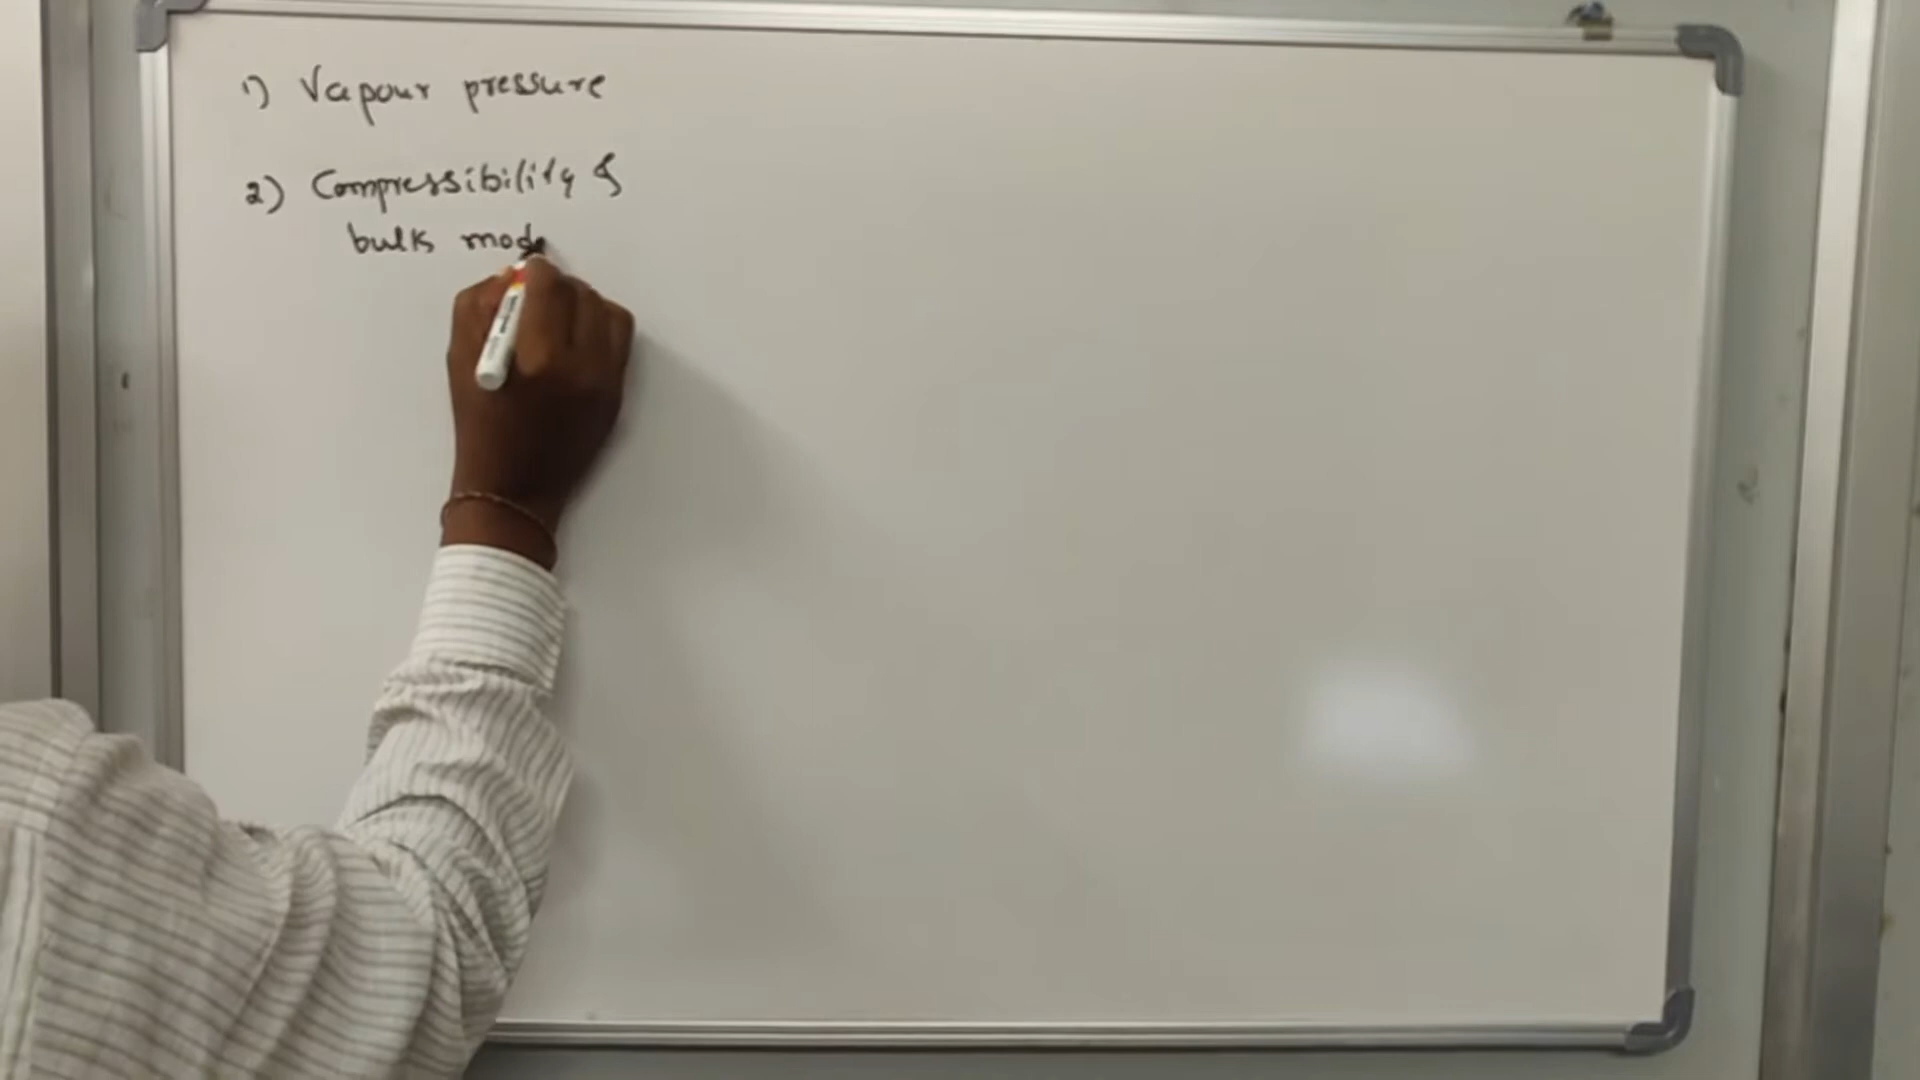 1) Vapour pressure
2) Compressibility &
bulk mod